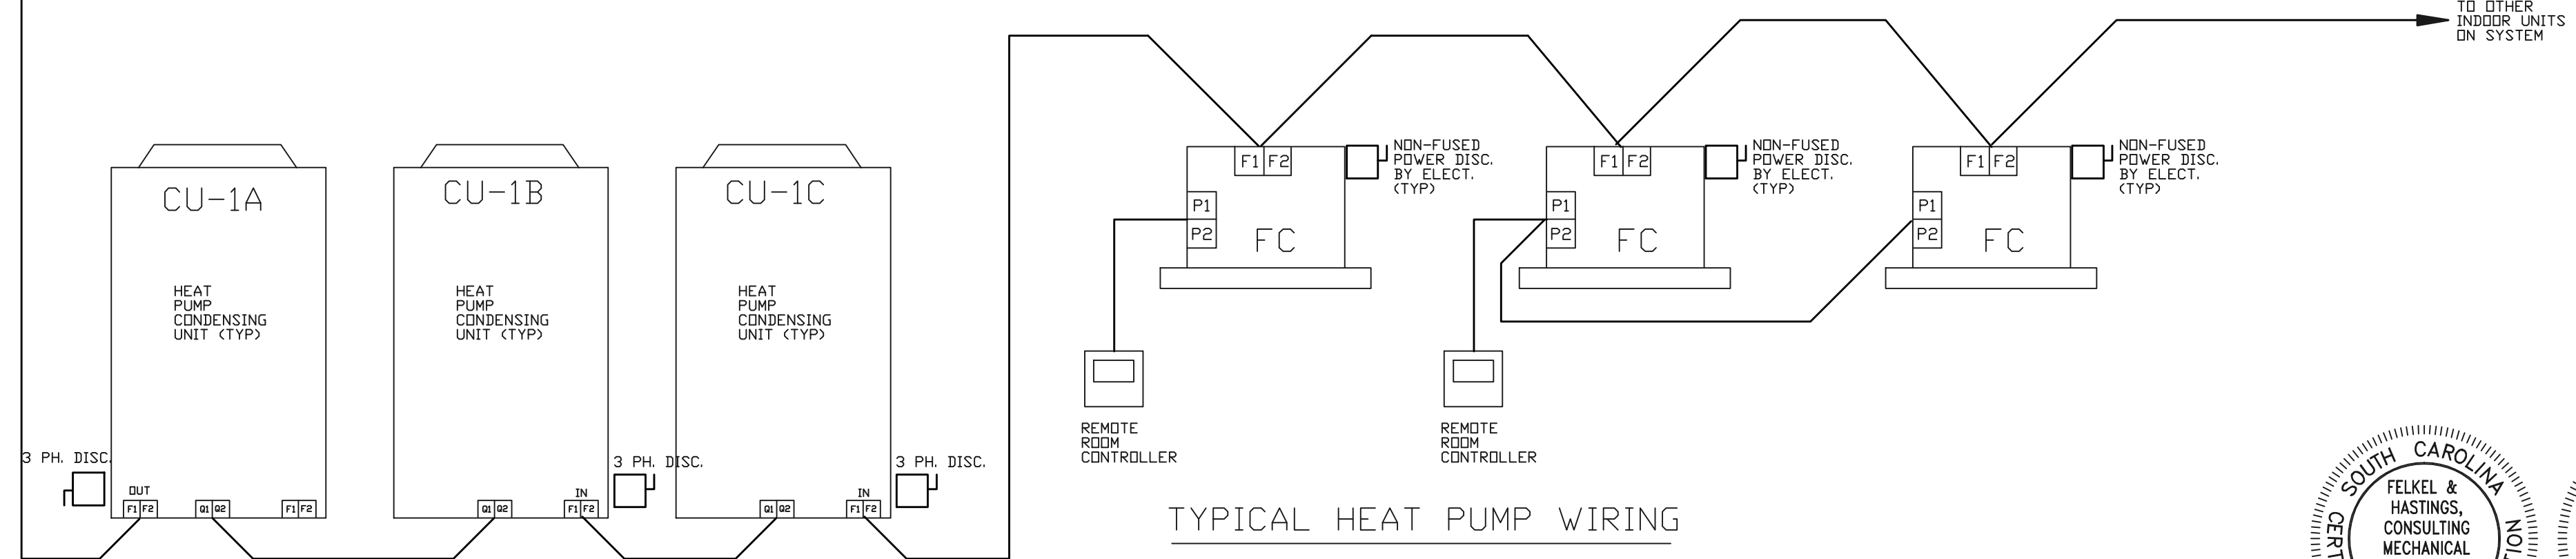 TO OTHER
INDOOR UNITS
ON SYSTEM
CU-1A
HEAT
PUMP
CONDENSING
UNIT (TYP)
3 PH. DISC.
OUT
F1 F2
Q1 Q2
F1 F2
CU-1B
HEAT
PUMP
CONDENSING
UNIT (TYP)
Q1 Q2
IN
F1 F2
3 PH. DISC.
CU-1C
HEAT
PUMP
CONDENSING
UNIT (TYP)
Q1 Q2
IN
F1 F2
3 PH. DISC.
F1 F2
P1
P2
FC
NON-FUSED
POWER DISC.
BY ELECT.
(TYP)
REMOTE
ROOM
CONTROLLER
F1 F2
P1
P2
FC
NON-FUSED
POWER DISC.
BY ELECT.
(TYP)
REMOTE
ROOM
CONTROLLER
F1 F2
P1
P2
FC
NON-FUSED
POWER DISC.
BY ELECT.
(TYP)
TYPICAL HEAT PUMP WIRING
SOUTH CAROLINA
FELKEL &
HASTINGS,
CONSULTING
MECHANICAL